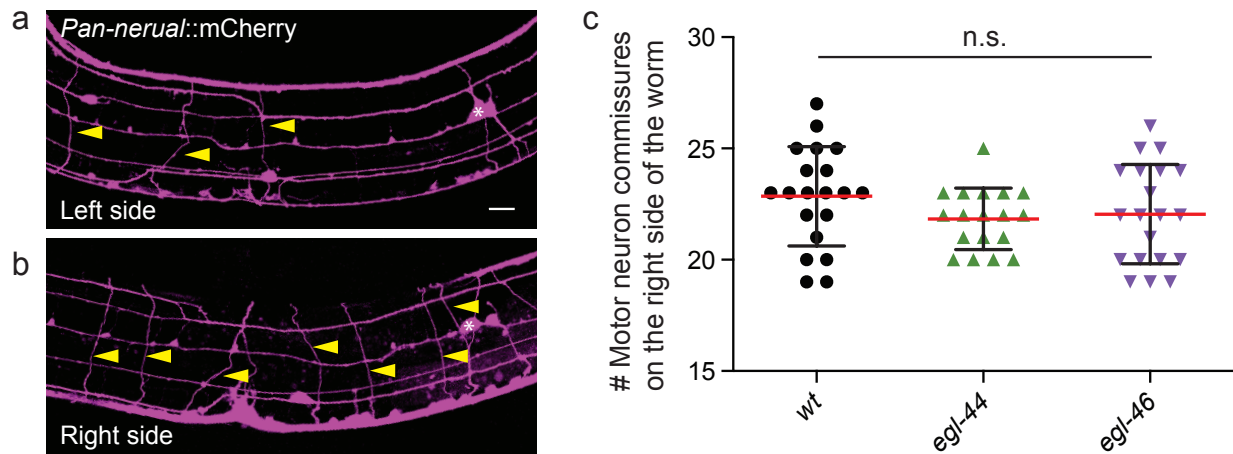 a
Pan-nerual::mCherry
*
Left side
b
*
Right side
c
# Motor neuron commissures
on the right side of the worm
30
25
20
15
n.s.
wt
egl-44
egl-46